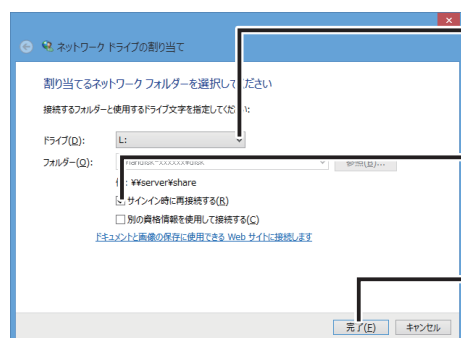 ネットワーク ドライブの割り当て
割り当てるネットワーク フォルダーを選択してください
接続するフォルダーと使用するドライブ文字を指定してください:
ドライブ(D): L:
フォルダー(O): ¥¥landisk-xxxxxx¥disk 参照(B)...
例: ¥¥server¥share
サインイン時に再接続する(R)
別の資格情報を使用して接続する(C)
ドキュメントと画像の保存に使用できる Web サイトに接続します
完了(F) キャンセル